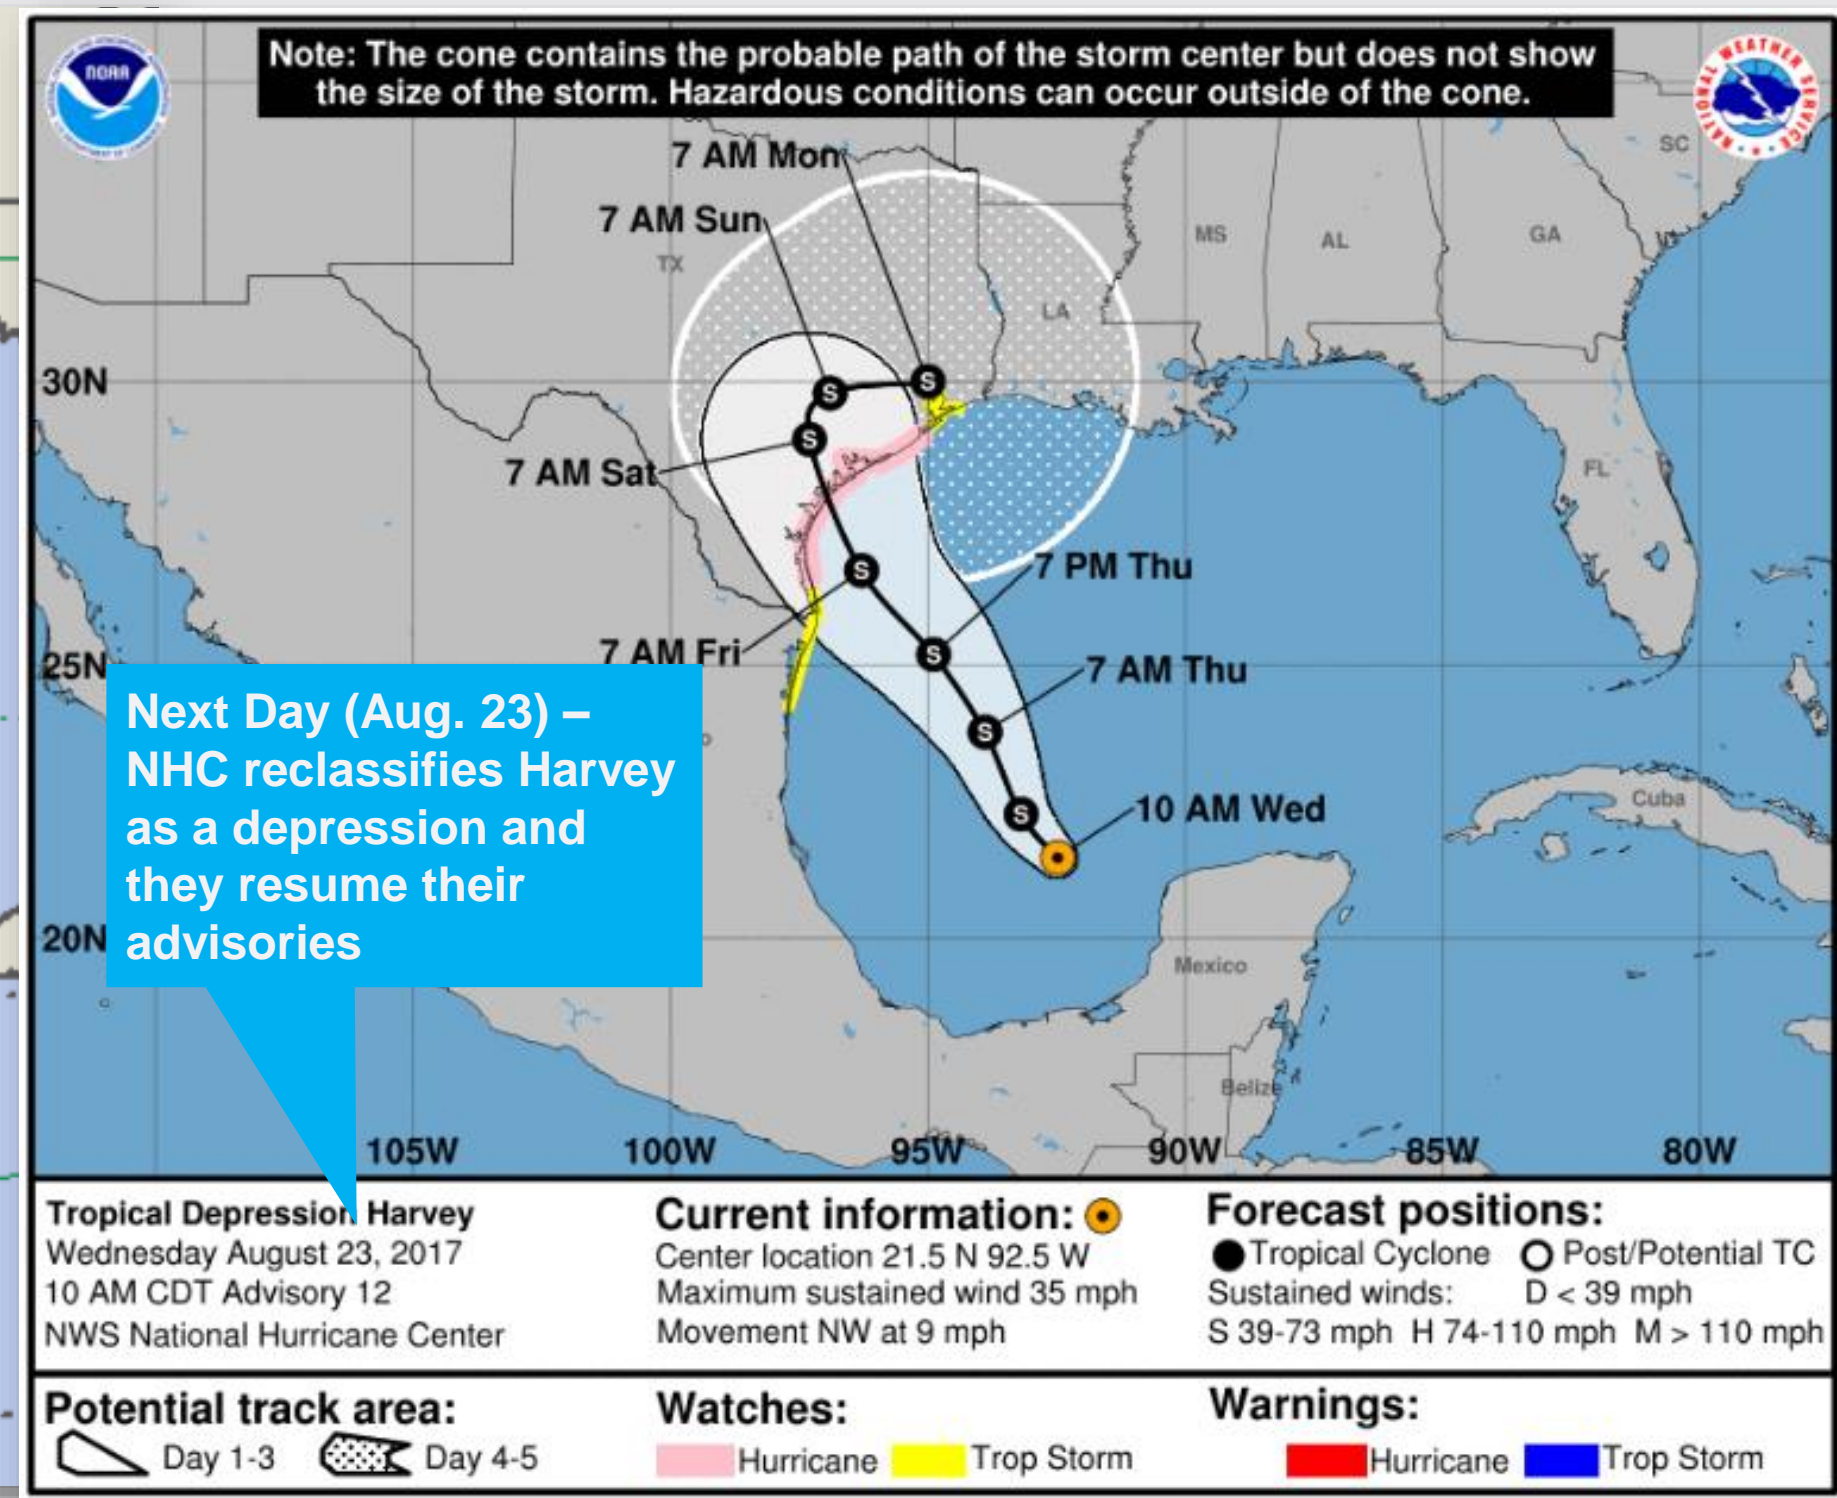 Note: The cone contains the probable path of the storm center but does not show
the size of the storm. Hazardous conditions can occur outside of the cone.
NOAA
NATIONAL WEATHER SERVICE
7 AM Mon
7 AM Sun
TX
SC
MS
AL
GA
LA
30N
7 AM Sat
FL
7 PM Thu
7 AM Fri
25N
7 AM Thu
Next Day (Aug. 23) –
NHC reclassifies Harvey
as a depression and
they resume their
advisories
10 AM Wed
Cuba
20N
Mexico
Belize
105W
100W
95W
90W
85W
80W
Tropical Depression Harvey
Wednesday August 23, 2017
10 AM CDT Advisory 12
NWS National Hurricane Center
Current information:
Center location 21.5 N 92.5 W
Maximum sustained wind 35 mph
Movement NW at 9 mph
Forecast positions:
Tropical Cyclone Post/Potential TC
Sustained winds: D < 39 mph
S 39-73 mph H 74-110 mph M > 110 mph
Potential track area:
Day 1-3 Day 4-5
Watches:
Hurricane Trop Storm
Warnings:
Hurricane Trop Storm
S
S
S
S
S
S
S